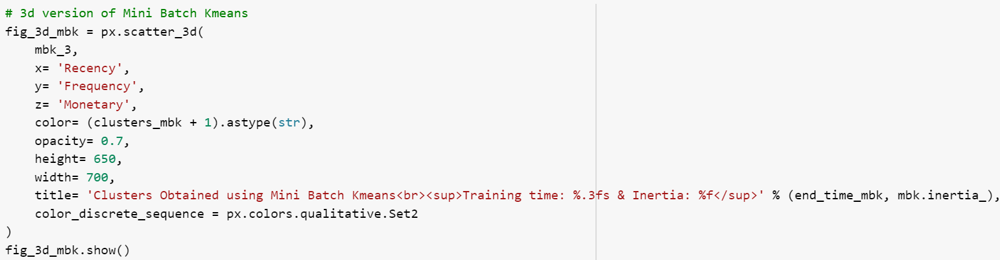 # 3d version of Mini Batch Kmeans
fig_3d_mbk = px.scatter_3d(
    mbk_3,
    x= 'Recency',
    y= 'Frequency',
    z= 'Monetary',
    color= (clusters_mbk + 1).astype(str),
    opacity= 0.7,
    height= 650,
    width= 700,
    title= 'Clusters Obtained using Mini Batch Kmeans<br><sup>Training time: %.3fs & Inertia: %f</sup>' % (end_time_mbk, mbk.inertia_),
    color_discrete_sequence = px.colors.qualitative.Set2
)
fig_3d_mbk.show()